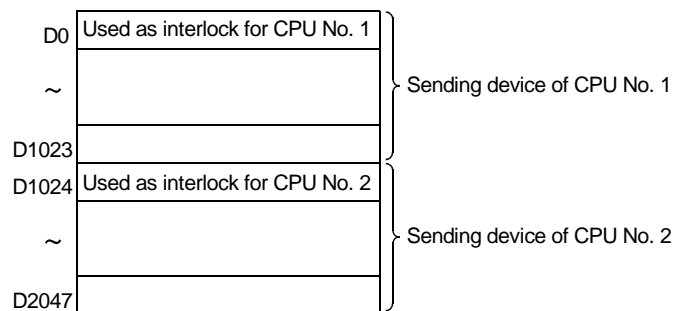 D0 Used as interlock for CPU No. 1
~ Sending device of CPU No. 1
D1023
D1024 Used as interlock for CPU No. 2
~ Sending device of CPU No. 2
D2047